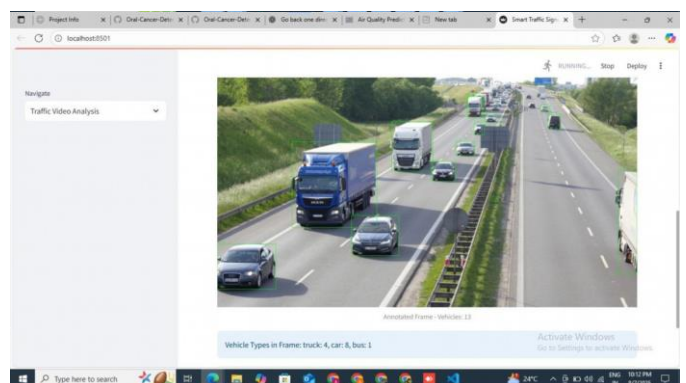 Project Info
Oral-Cancer-Dete
Oral-Cancer-Dete
Go back one dire
Air Quality Predic
New tab
Smart Traffic Sign
localhost:8501
RUNNING...
Stop
Deploy
Navigate
Traffic Video Analysis
Annotated Frame - Vehicles: 13
Vehicle Types in Frame: truck: 4, car: 8, bus: 1
Activate Windows
Go to Settings to activate Windows.
Type here to search
24°C
ENG
10:12 PM